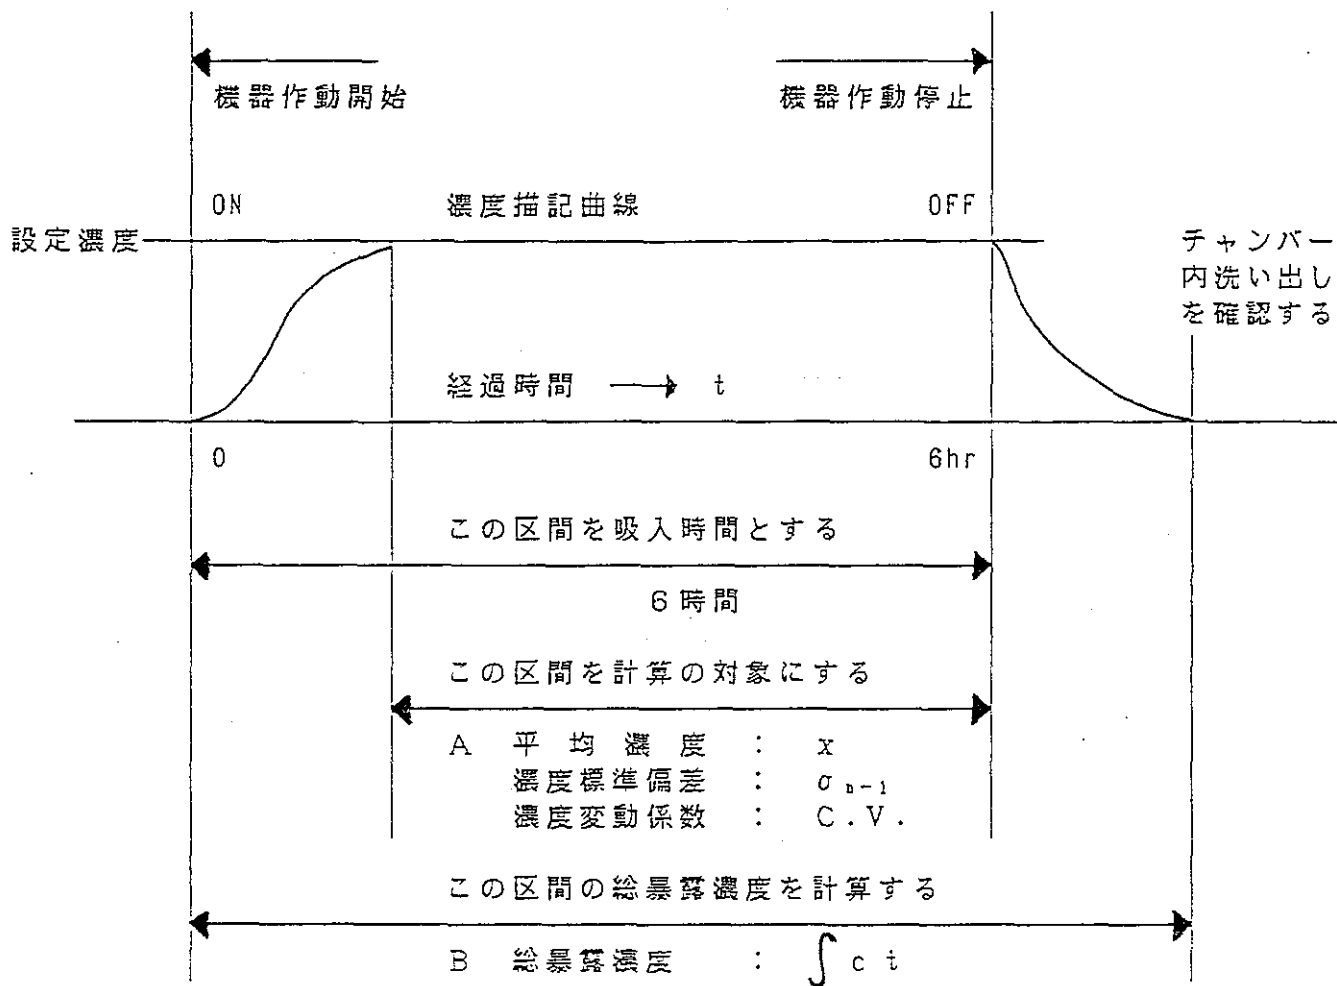 機器作動開始
機器作動停止
ON
濃度描記曲線
OFF
設定濃度
チャンバー
内洗い出し
を確認する
経過時間 → t
0
6hr
この区間を吸入時間とする
6時間
この区間を計算の対象にする
A 平均濃度 : x
濃度標準偏差 : σn-1
濃度変動係数 : C.V.
この区間の総暴露濃度を計算する
B 総暴露濃度 : ∫ct